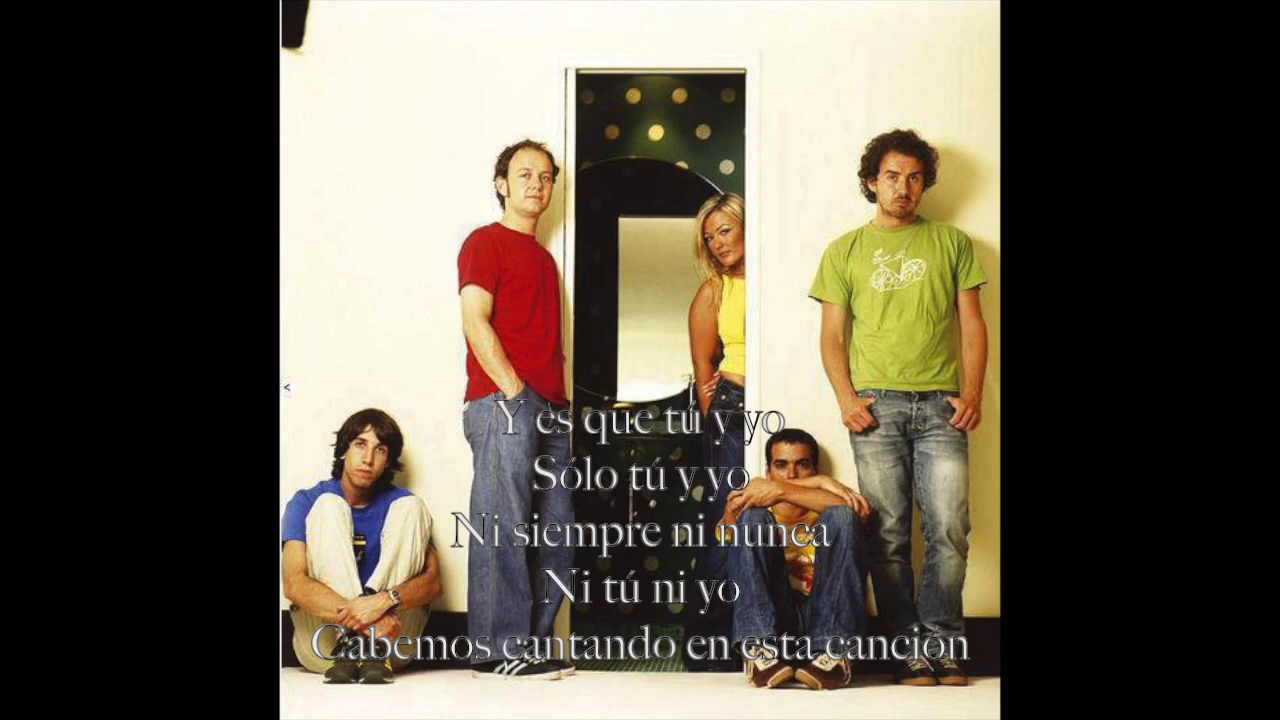 <
Y es que tú y yo
Sólo tú y yo
Ni siempre ni nunca
Ni tú ni yo
Cabemos cantando en esta canción